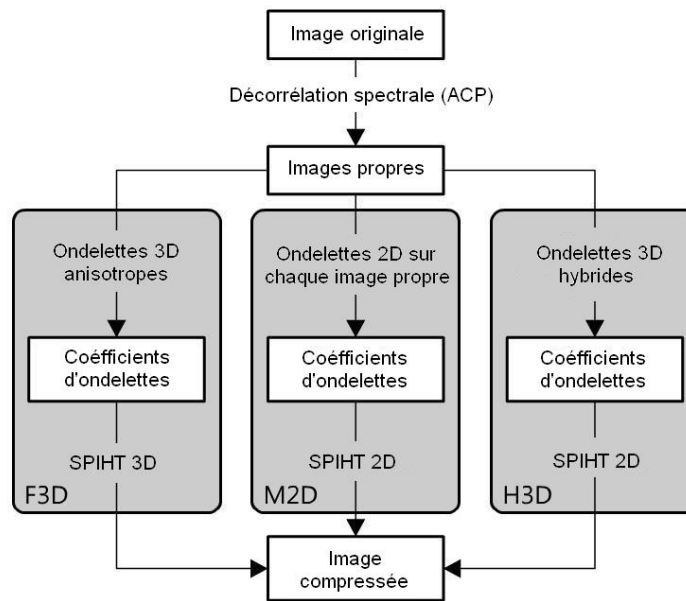 Image originale
Décorrélation spectrale (ACP)
Images propres
Ondelettes 3D
anisotropes
Coéfficients
d'ondelettes
SPIHT 3D
F3D
Ondelettes 2D sur
chaque image propre
Coéfficients
d'ondelettes
SPIHT 2D
M2D
Ondelettes 3D
hybrides
Coéfficients
d'ondelettes
SPIHT 2D
H3D
Image
compressée